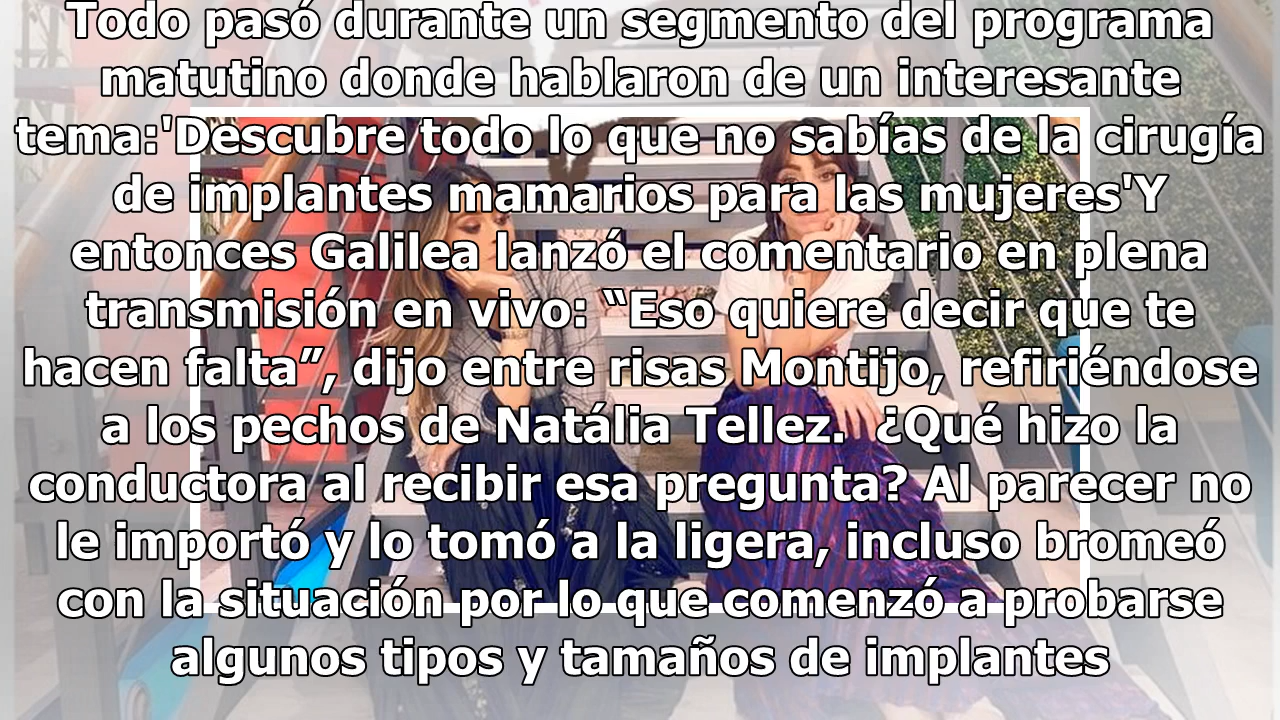 Todo pasó durante un segmento del programa
matutino donde hablaron de un interesante
tema:'Descubre todo lo que no sabías de la cirugía
de implantes mamarios para las mujeres'Y
entonces Galilea lanzó el comentario en plena
transmisión en vivo: “Eso quiere decir que te
hacen falta”, dijo entre risas Montijo, refiriéndose
a los pechos de Natália Tellez.  ¿Qué hizo la
conductora al recibir esa pregunta? Al parecer no
le importó y lo tomó a la ligera, incluso bromeó
con la situación por lo que comenzó a probarse
algunos tipos y tamaños de implantes